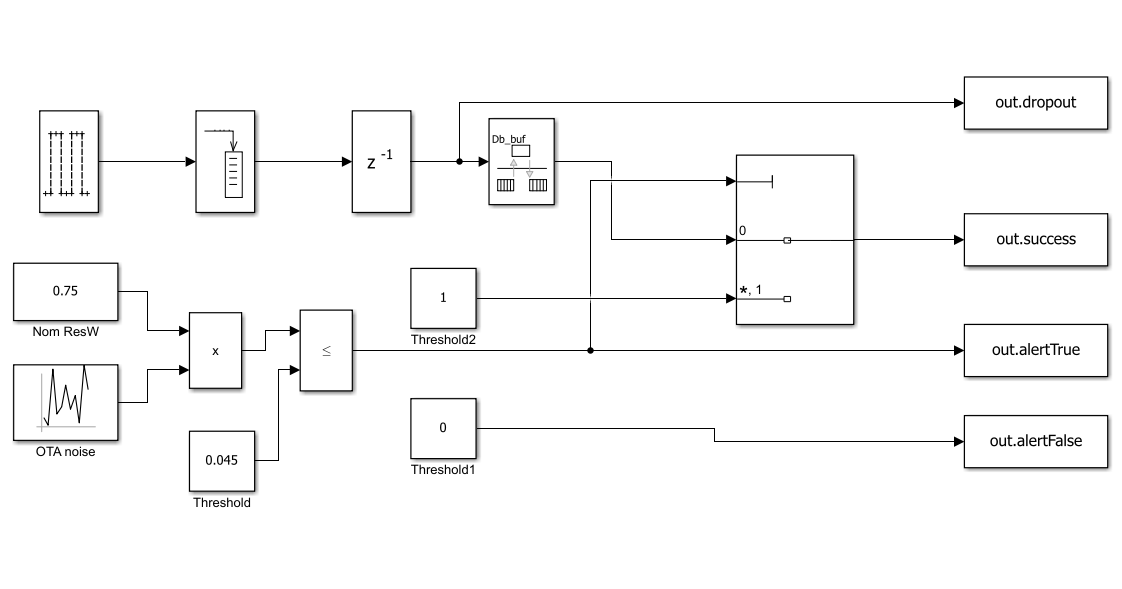 out.dropout
Db_buf
z -1
0
out.success
*, 1
0.75
Nom ResW
1
Threshold2
x
≤
out.alertTrue
OTA noise
0
Threshold1
out.alertFalse
0.045
Threshold